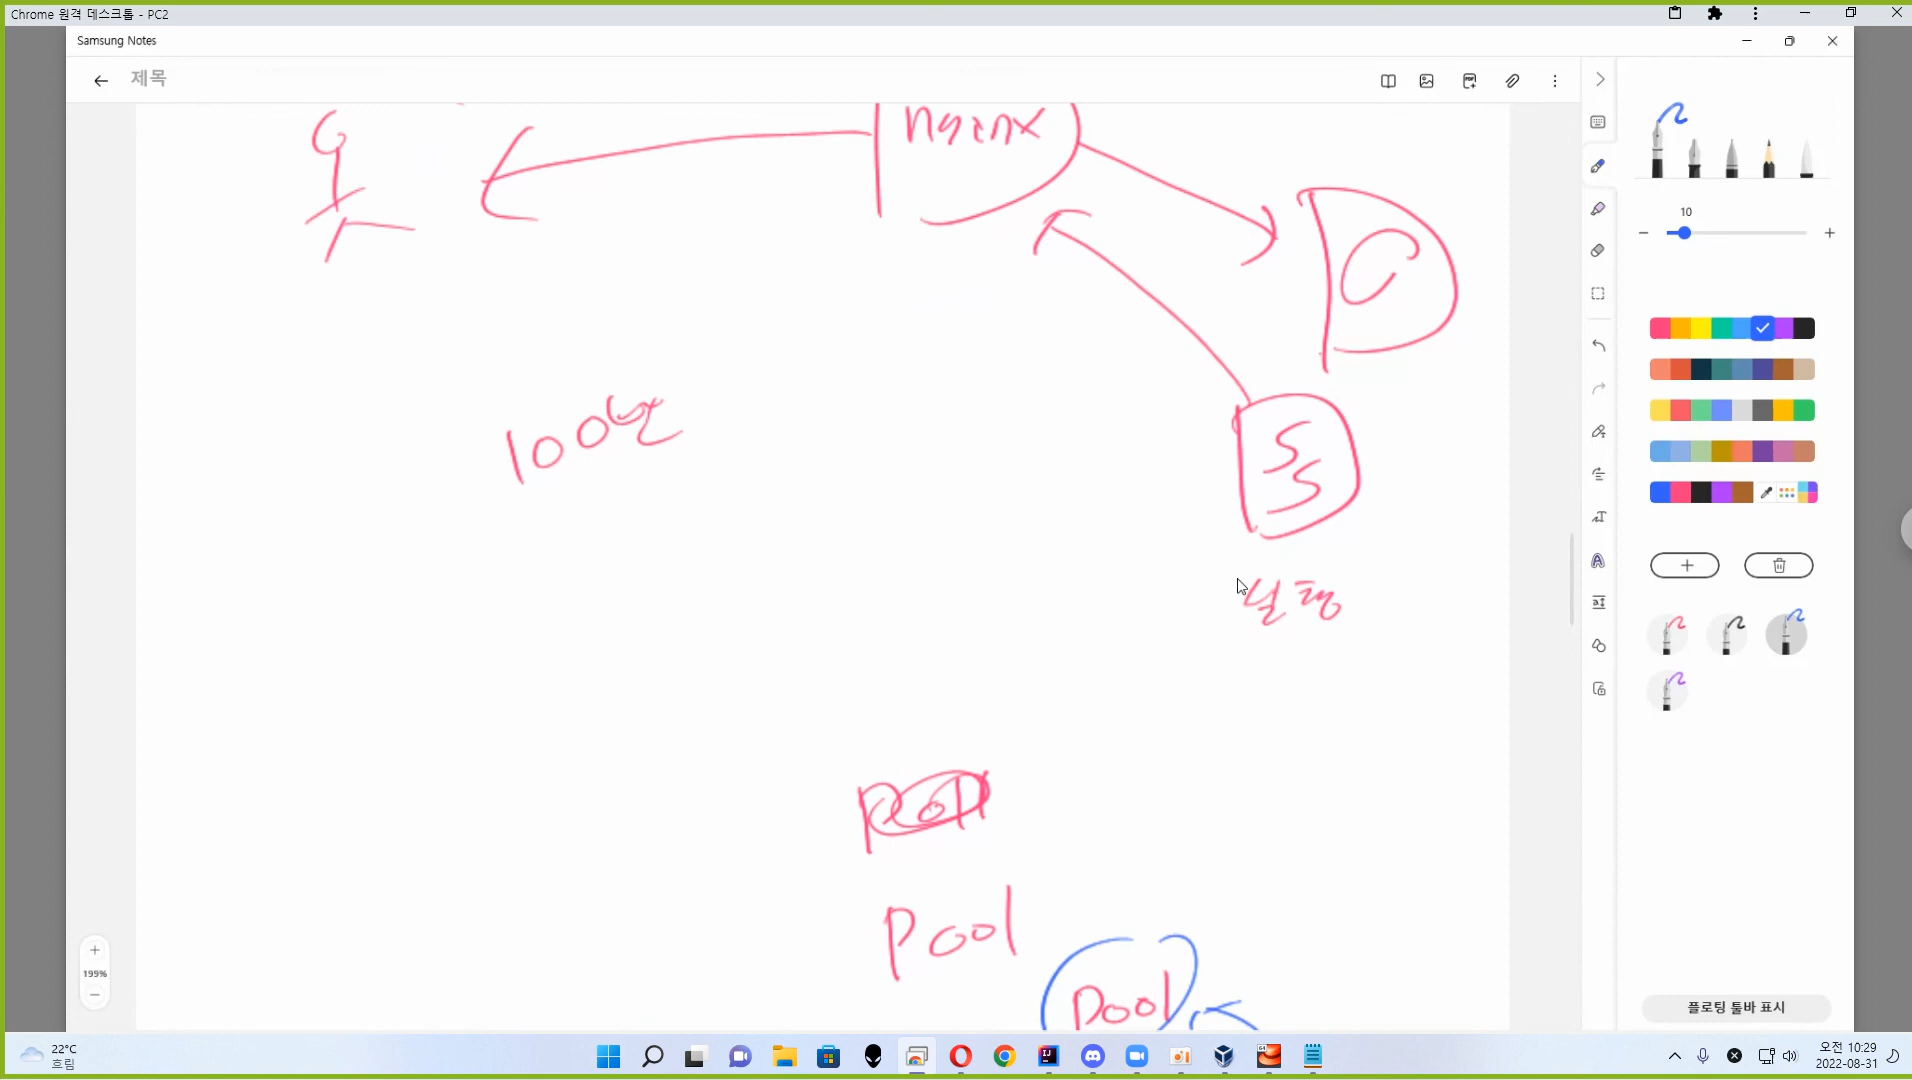 Chrome 원격 데스크톱 - PC2
Samsung Notes
제목
nginx
10
100명
실행
Pool
Pool
199%
플로팅 툴바 표시
22°C
흐림
오전 10:29
2022-08-31